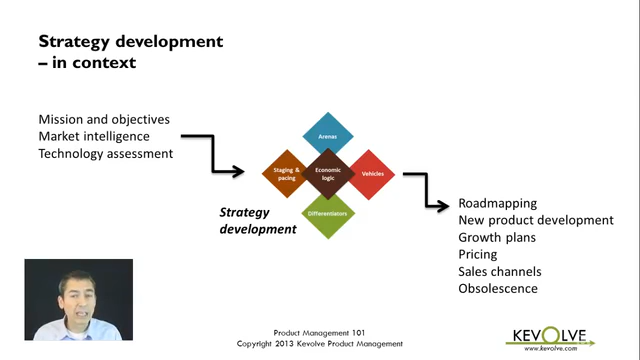 Strategy development
– in context
Mission and objectives
Market intelligence
Technology assessment
Arenas
Staging &
pacing
Economic
logic
Vehicles
Differentiators
Strategy
development
Roadmapping
New product development
Growth plans
Pricing
Sales channels
Obsolescence
Product Management 101
Copyright 2013 Kevolve Product Management
KEVOLVE
www.kevolve.com